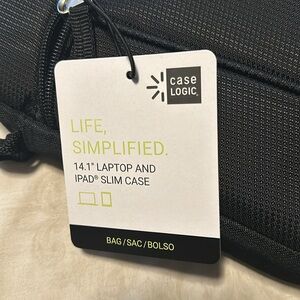 case
LOGIC
LIFE,
SIMPLIFIED.
14.1" LAPTOP AND
IPAD® SLIM CASE
BAG/SAC/BOLSO